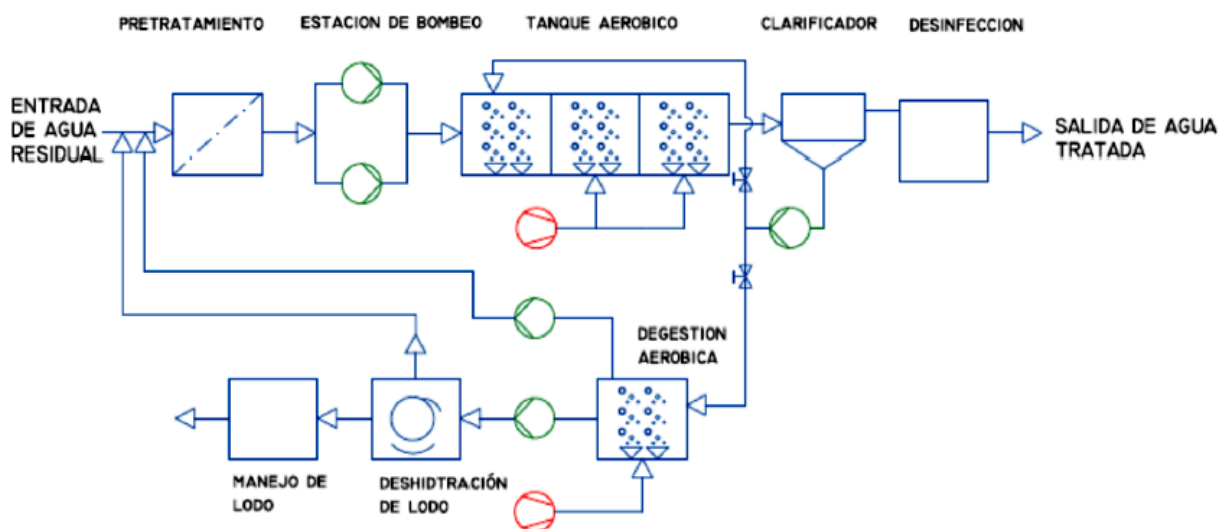 PRETRATAMIENTO
ESTACION DE BOMBEO
TANQUE AEROBICO
CLARIFICADOR
DESINFECCION
ENTRADA
DE AGUA
RESIDUAL
SALIDA DE AGUA
TRATADA
DEGESTION
AEROBICA
MANEJO DE
LODO
DESHIDTRACIÓN
DE LODO